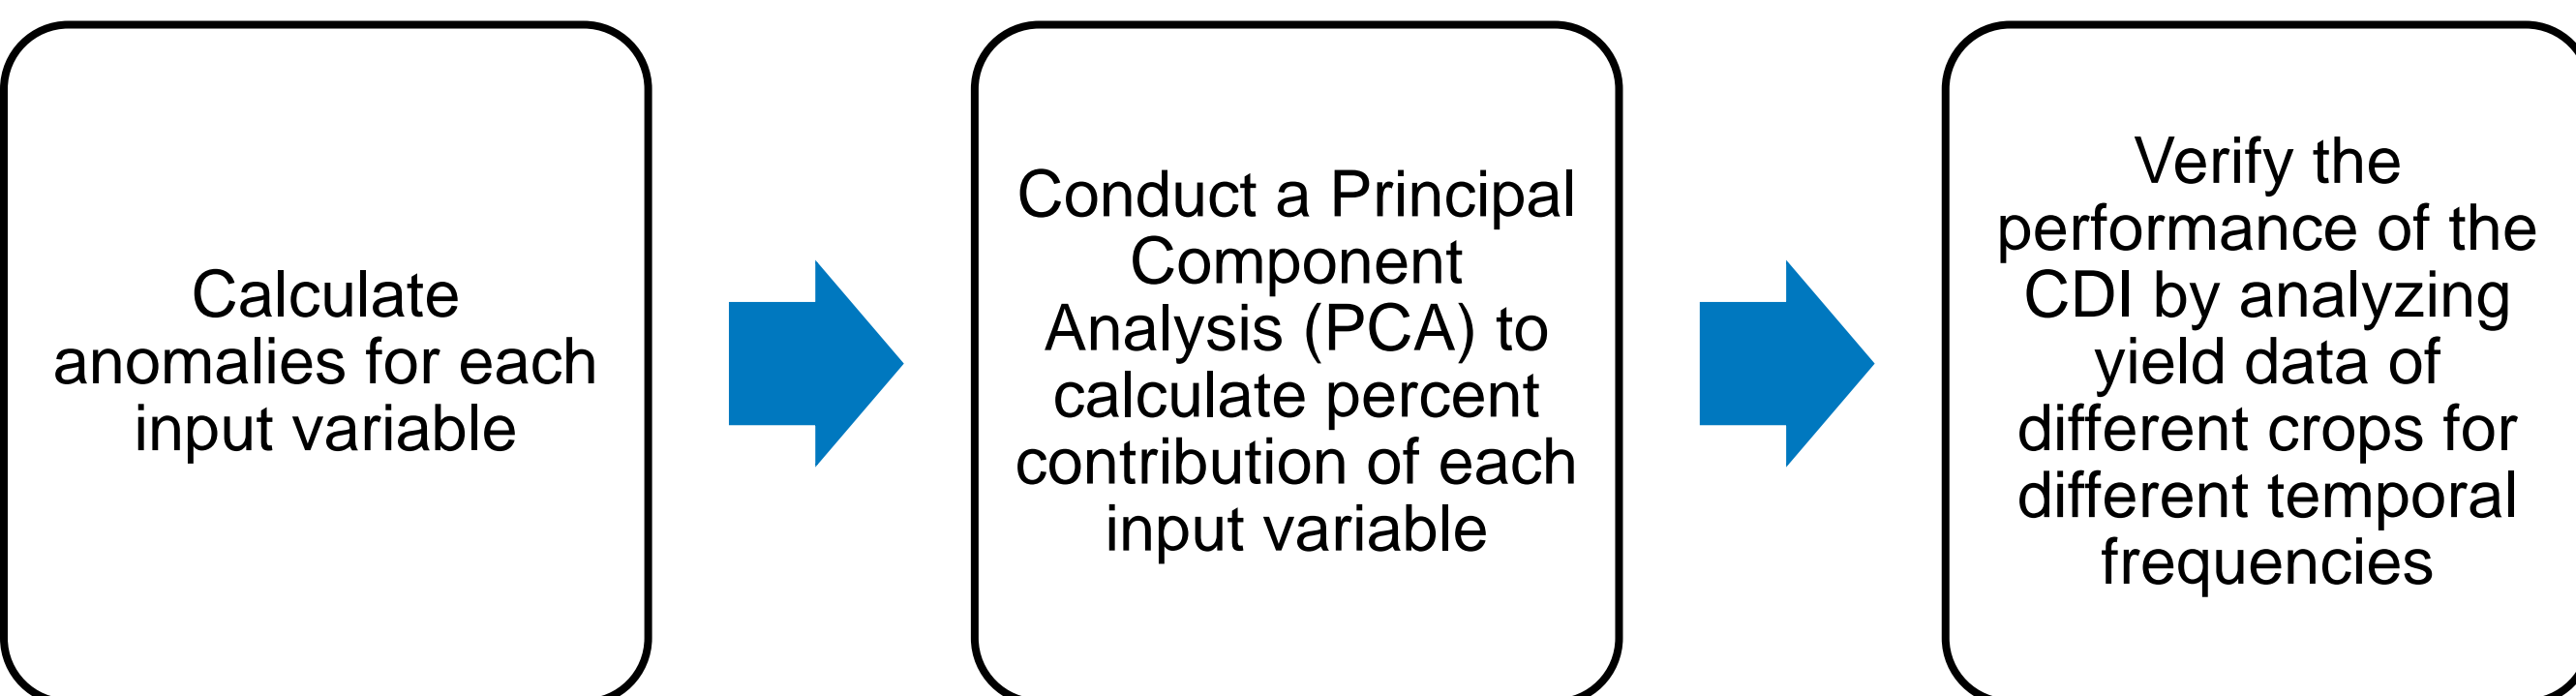 Calculate
anomalies for each
input variable
Conduct a Principal
Component
Analysis (PCA) to
calculate percent
contribution of each
input variable
Verify the
performance of the
CDI by analyzing
yield data of
different crops for
different temporal
frequencies